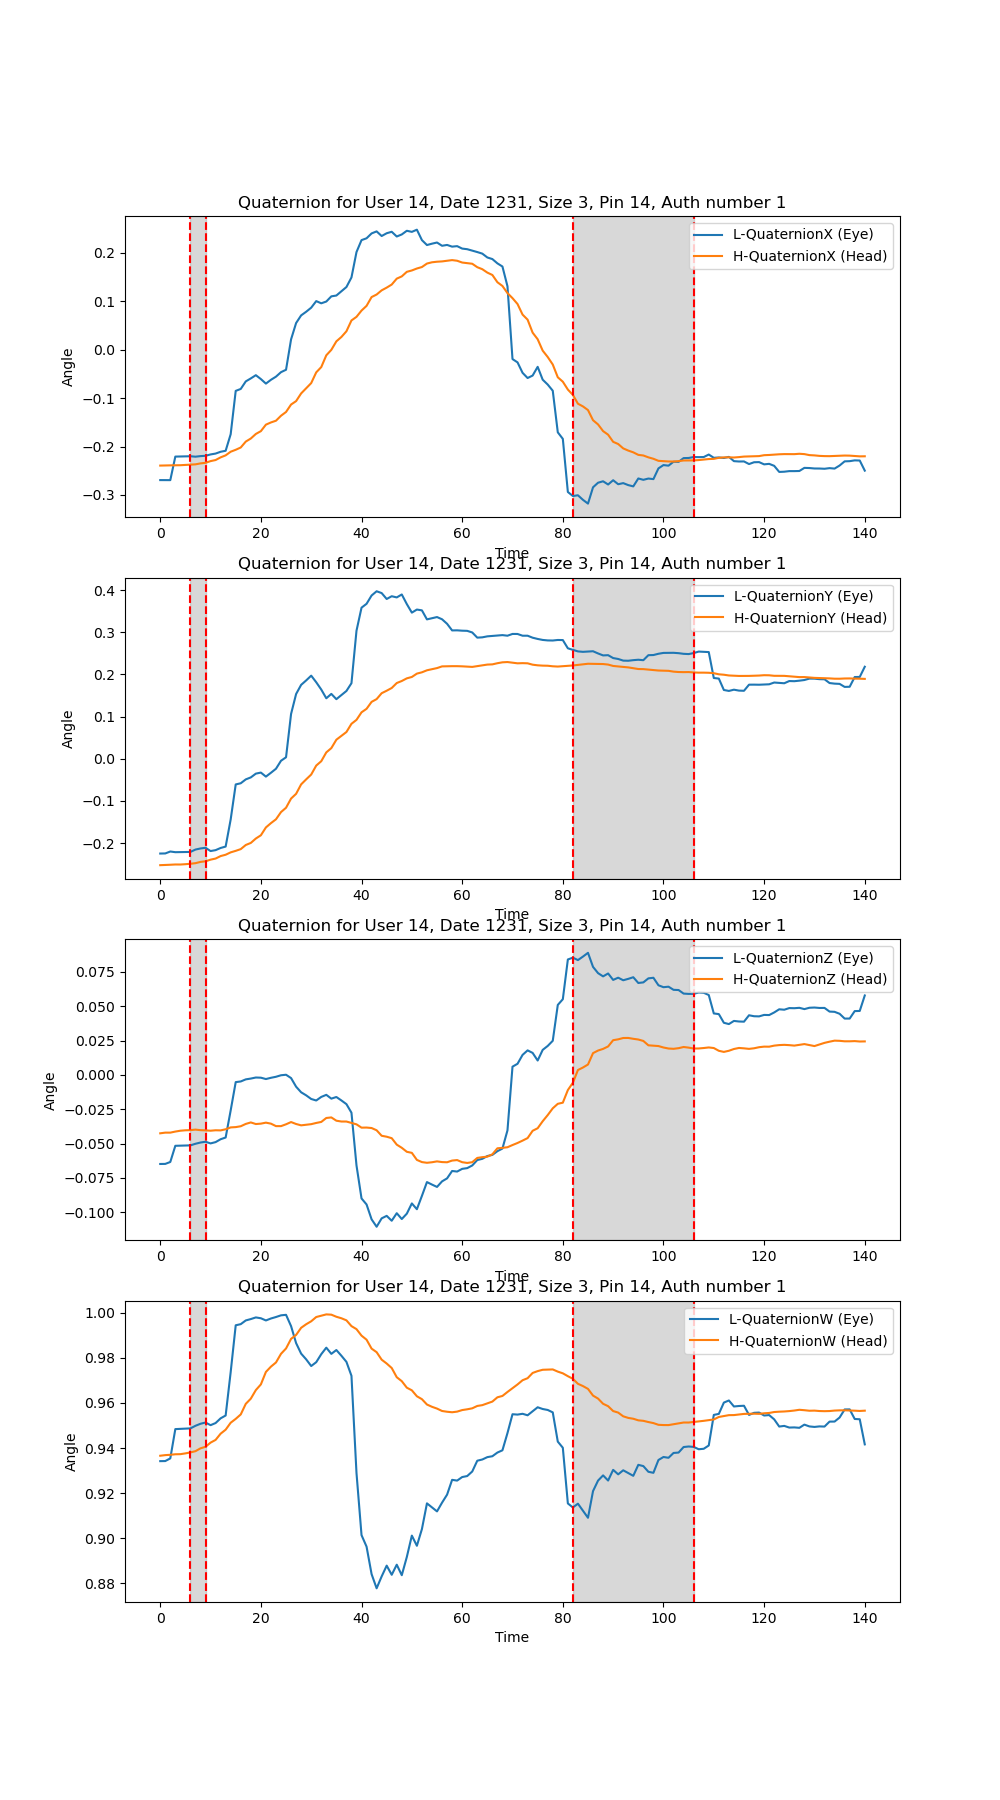 Quaternion for User 14, Date 1231, Size 3, Pin 14, Auth number 1
L-QuaternionX (Eye)
H-QuaternionX (Head)
Angle
0.2
0.1
0.0
−0.1
−0.2
−0.3
0 20 40 60 80 100 120 140
Time
Quaternion for User 14, Date 1231, Size 3, Pin 14, Auth number 1
L-QuaternionY (Eye)
H-QuaternionY (Head)
Angle
0.4
0.3
0.2
0.1
0.0
−0.1
−0.2
0 20 40 60 80 100 120 140
Time
Quaternion for User 14, Date 1231, Size 3, Pin 14, Auth number 1
L-QuaternionZ (Eye)
H-QuaternionZ (Head)
Angle
0.075
0.050
0.025
0.000
−0.025
−0.050
−0.075
−0.100
0 20 40 60 80 100 120 140
Time
Quaternion for User 14, Date 1231, Size 3, Pin 14, Auth number 1
L-QuaternionW (Eye)
H-QuaternionW (Head)
Angle
1.00
0.98
0.96
0.94
0.92
0.90
0.88
0 20 40 60 80 100 120 140
Time